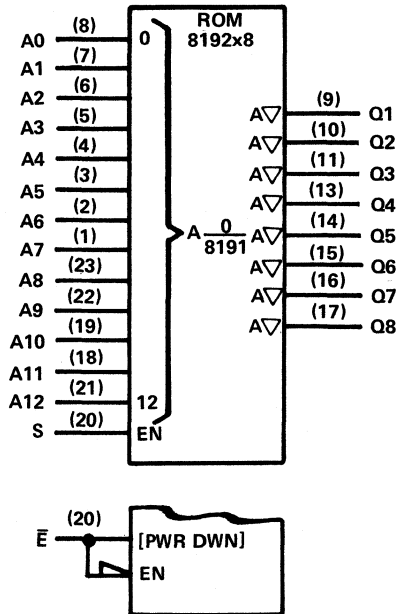 ROM
8192x8
A0 (8) 0
A1 (7)
A2 (6)
A3 (5)
A4 (4)
A5 (3)
A6 (2)
A7 (1)
A8 (23)
A9 (22)
A10 (19)
A11 (18)
A12 (21) 12
S (20) EN
A 0/8191
A▽ (9) Q1
A▽ (10) Q2
A▽ (11) Q3
A▽ (13) Q4
A▽ (14) Q5
A▽ (15) Q6
A▽ (16) Q7
A▽ (17) Q8
E̅ (20) [PWR DWN]
EN